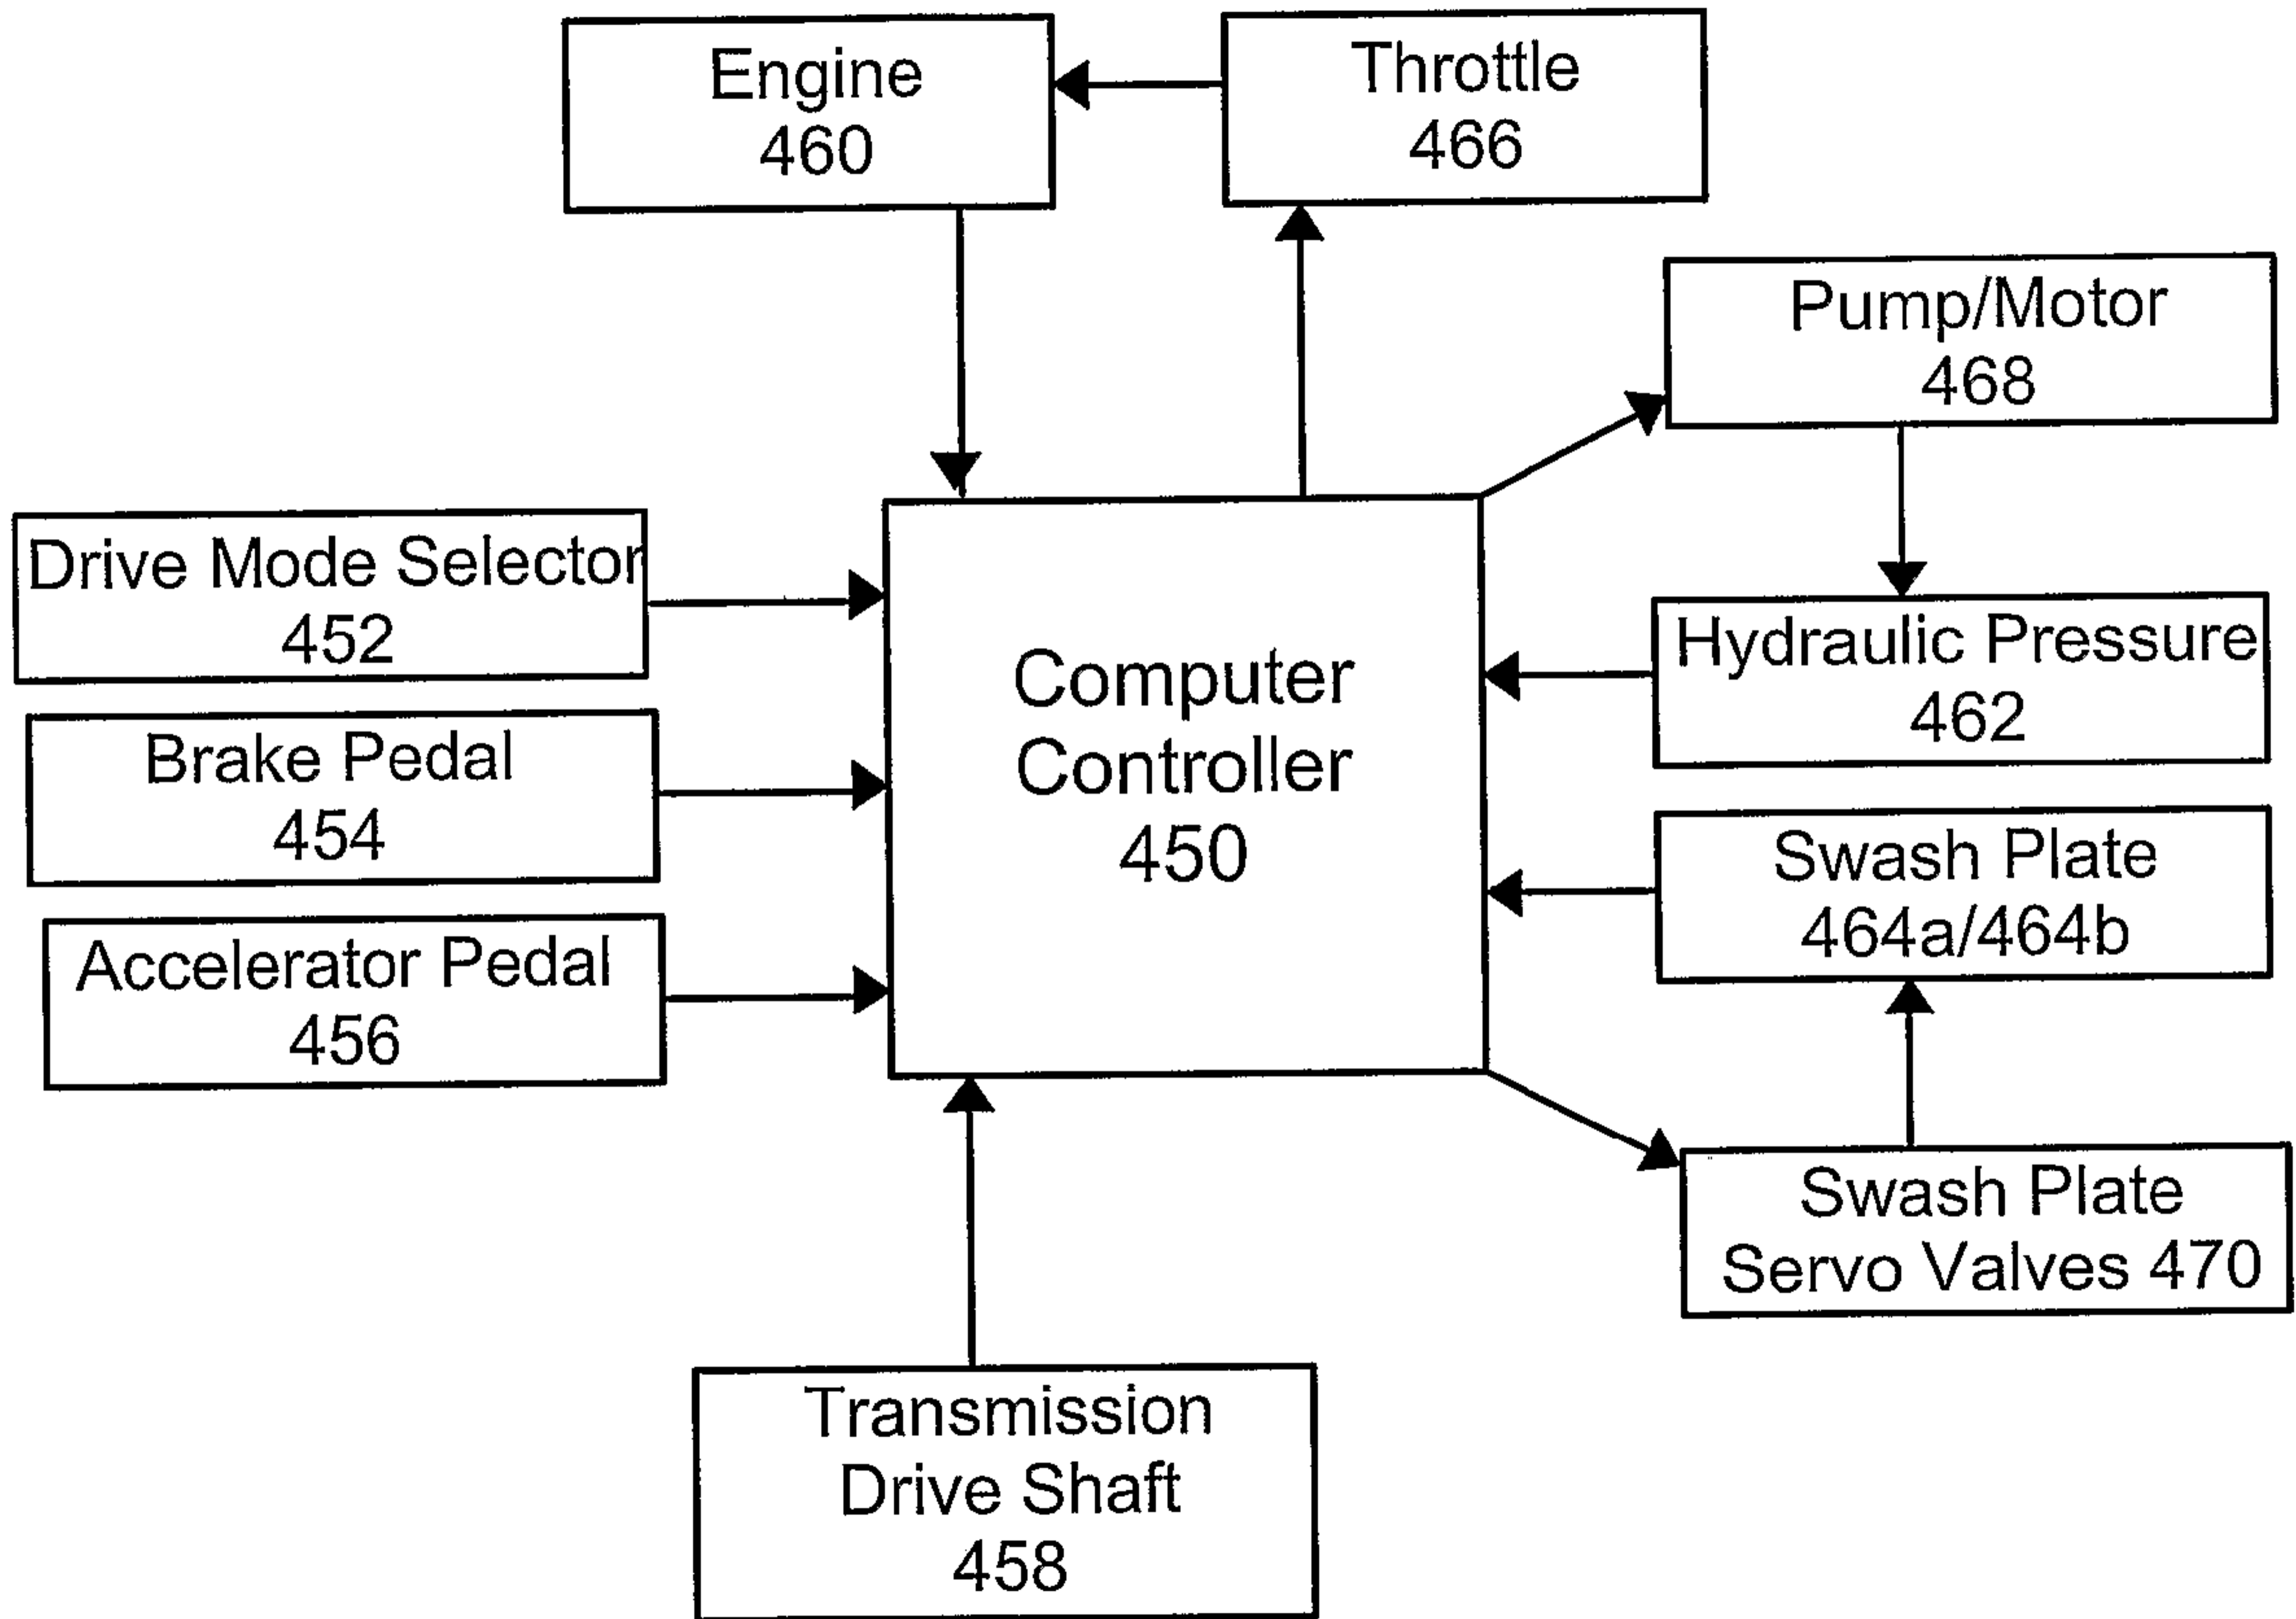 Engine
460
Throttle
466
Pump/Motor
468
Drive Mode Selector
452
Hydraulic Pressure
462
Computer
Controller
450
Brake Pedal
454
Swash Plate
464a/464b
Accelerator Pedal
456
Swash Plate
Servo Valves 470
Transmission
Drive Shaft
458